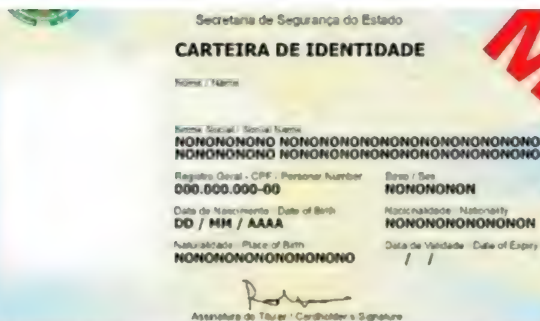 Secretaria de Segurança do Estado
CARTEIRA DE IDENTIDADE
Nome / Name
Nome Social / Social Name
NONONONONO NONONONONONONONONONONONONO
NONONONONO NONONONONONONONONONONONONO
Registro Geral - CPF / Personal Number Sexo / Sex
000.000.000-00 NONONONON
Data de Nascimento / Date of Birth Nacionalidade / Nationality
DD / MM / AAAA NONONONONONONON
Naturalidade / Place of Birth Data de Validade / Date of Expiry
NONONONONONONONONO / /
Assinatura do Titular / Cardholder's Signature